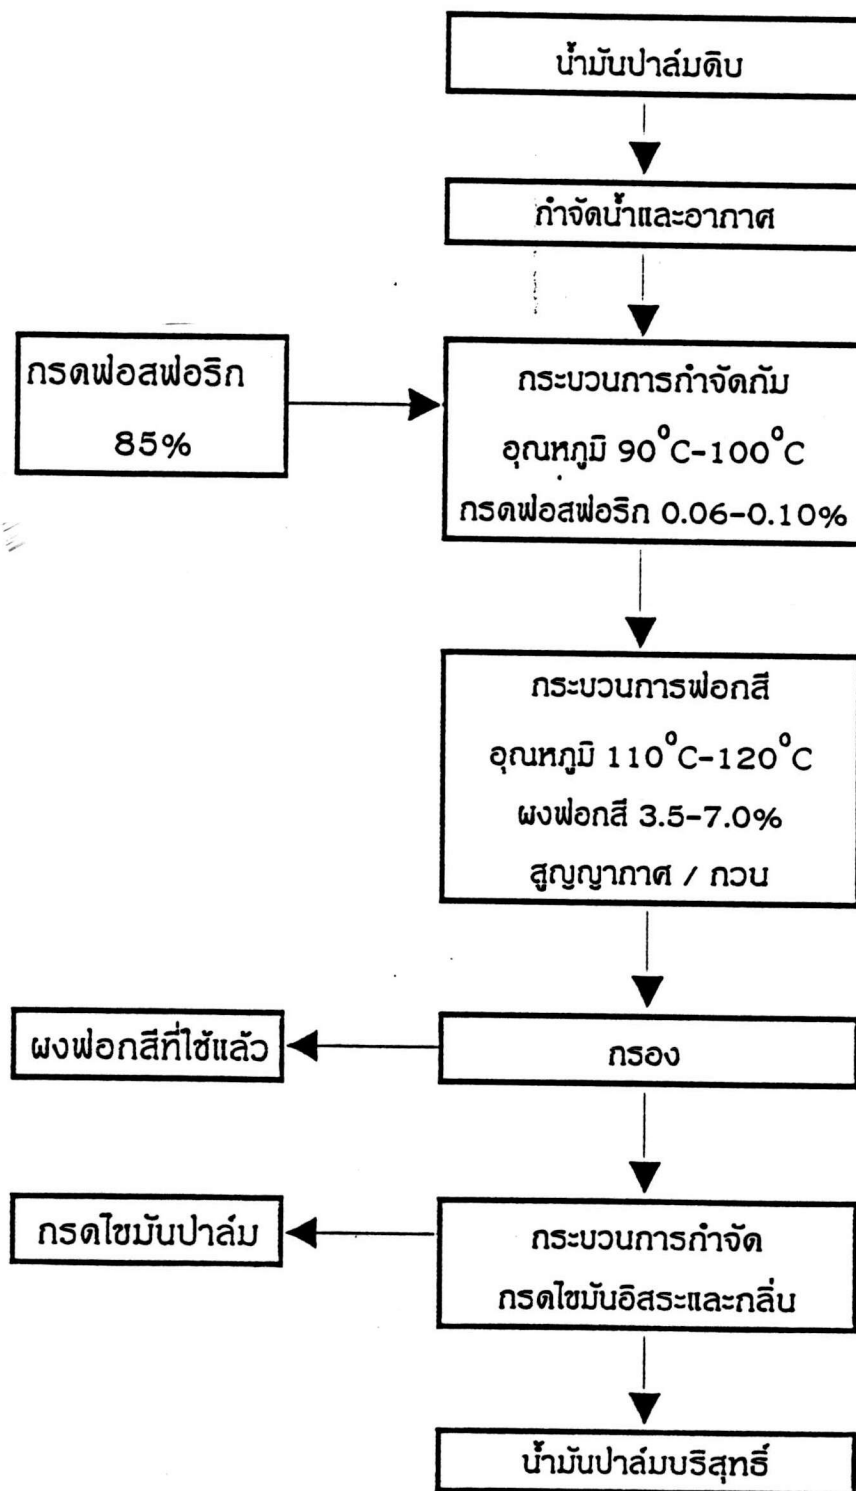 น้ำมันปาล์มดิบ
กำจัดน้ำและอากาศ
กรดฟอสฟอริก
85%
กระบวนการกำจัดกัม
อุณหภูมิ 90°C-100°C
กรดฟอสฟอริก 0.06-0.10%
กระบวนการฟอกสี
อุณหภูมิ 110°C-120°C
ผงฟอกสี 3.5-7.0%
สูญญากาศ / กวน
ผงฟอกสีที่ใช้แล้ว
กรอง
กรดไขมันปาล์ม
กระบวนการกำจัด
กรดไขมันอิสระและกลิ่น
น้ำมันปาล์มบริสุทธิ์